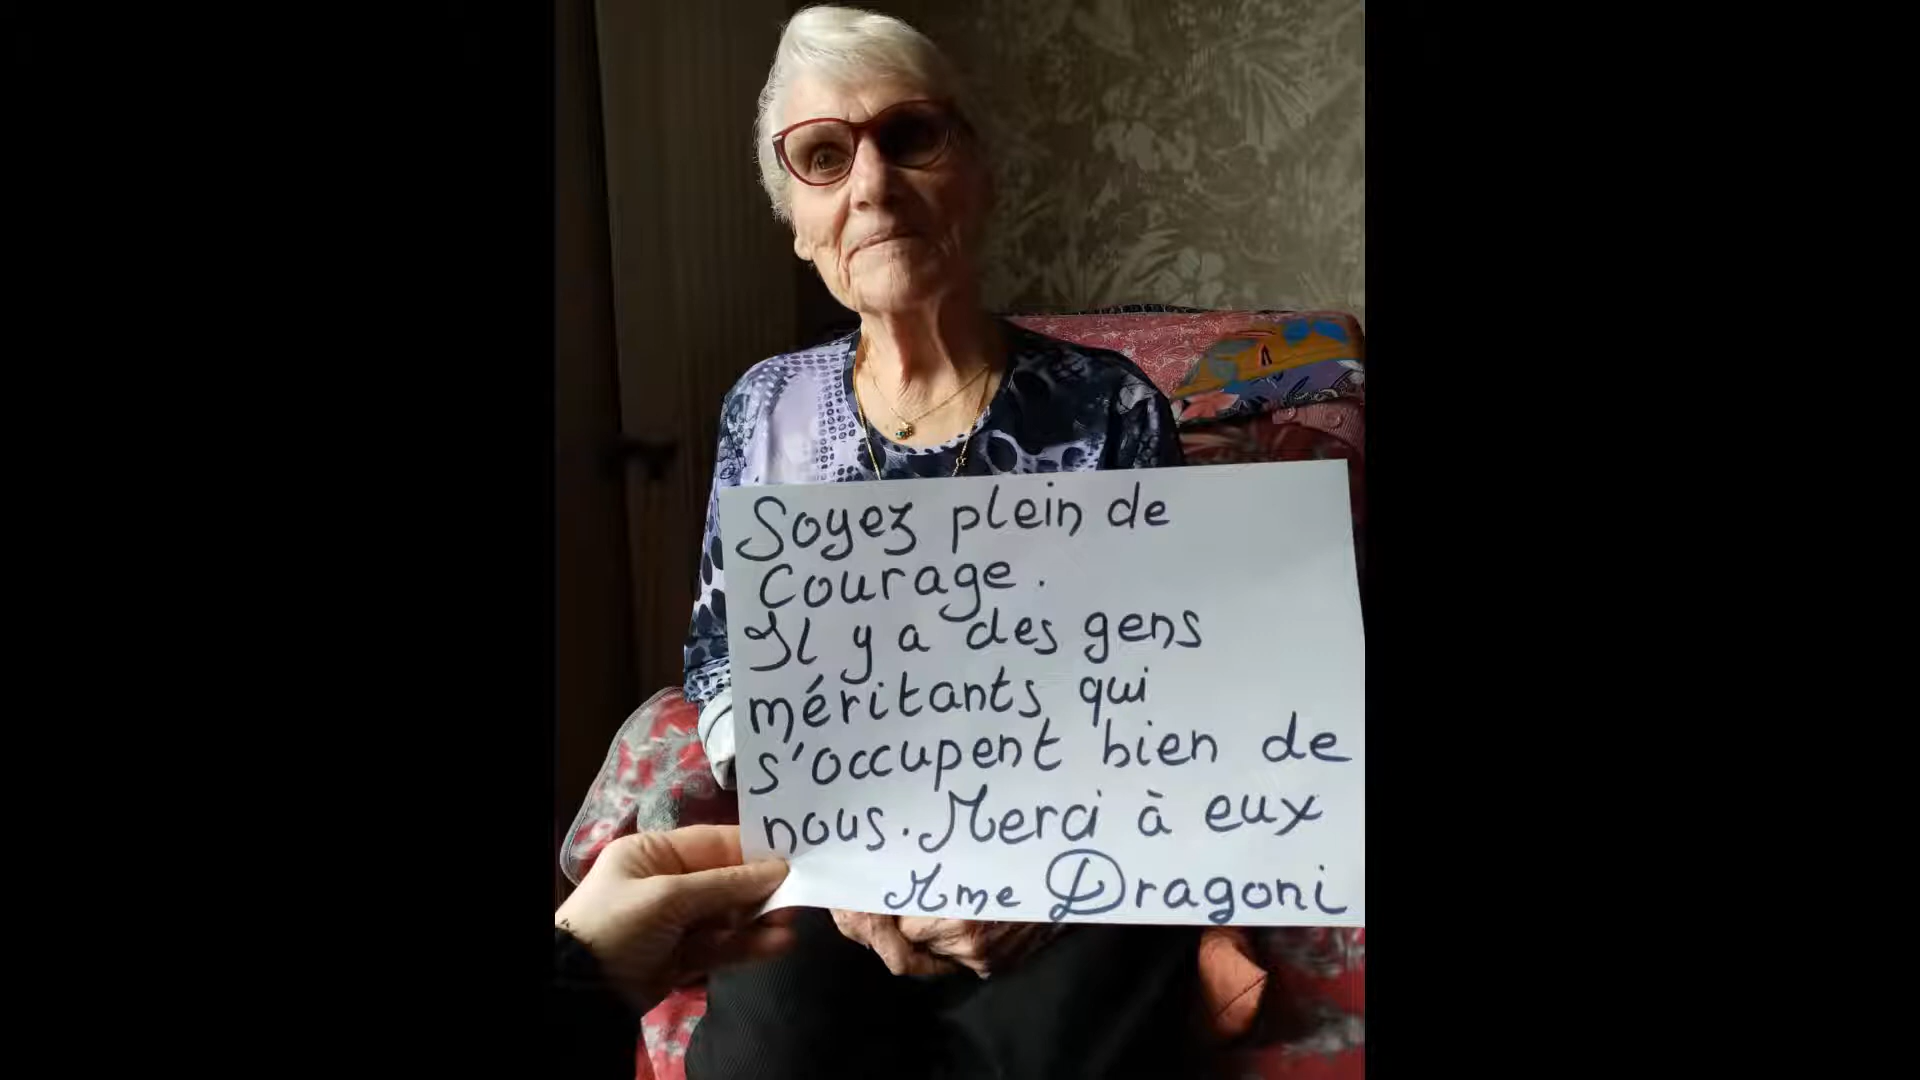 Soyez plein de
Courage.
Il y a des gens
méritants qui
s'occupent bien de
nous. Merci à eux
Mme Dragoni